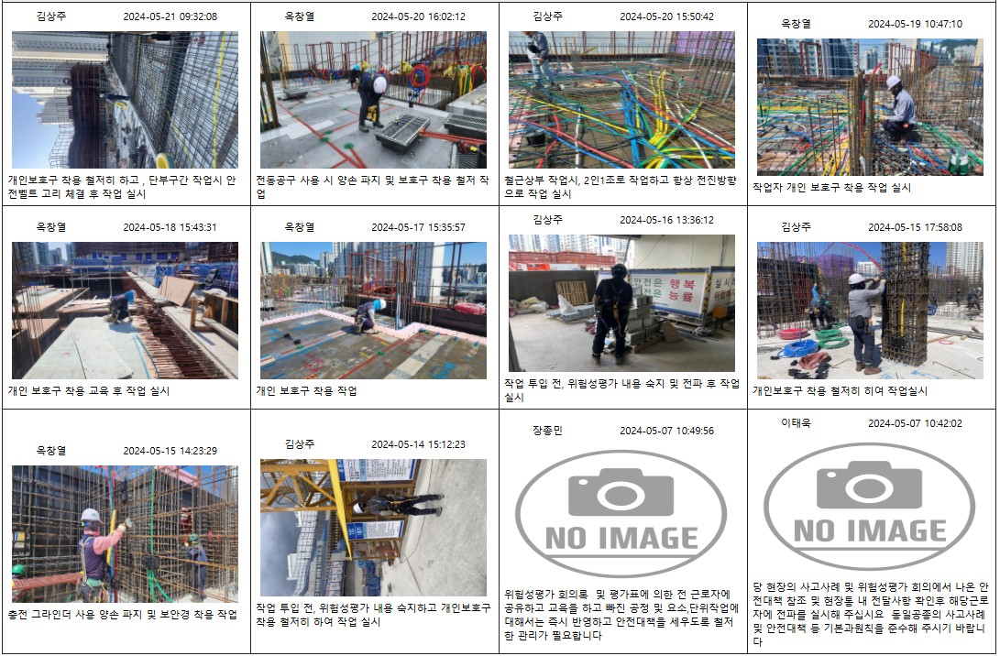 김상주 2024-05-21 09:32:08
개인보호구 착용 철저히 하고 , 단부구간 작업시 안
전벨트 고리 체결 후 작업 실시
옥창열 2024-05-20 16:02:12
전동공구 사용 시 양손 파지 및 보호구 착용 철저 작
업
김상주 2024-05-20 15:50:42
철근상부 작업시, 2인1조로 작업하고 항상 전진방향
으로 작업 실시
옥창열 2024-05-19 10:47:10
작업자 개인 보호구 착용 작업 실시
옥창열 2024-05-18 15:43:31
개인 보호구 착용 교육 후 작업 실시
옥창열 2024-05-17 15:35:57
개인 보호구 착용 작업
김상주 2024-05-16 13:36:12
안전은 행복
전은 능률
작업 투입 전, 위험성평가 내용 숙지 및 전파 후 작업
실시
김상주 2024-05-15 17:58:08
개인보호구 착용 철저히 히여 작업실시
옥창열 2024-05-15 14:23:29
충전 그라인더 사용 양손 파지 및 보안경 착용 작업
김상주 2024-05-14 15:12:23
작업 투입 전, 위험성평가 내용 숙지하고 개인보호구
착용 철저히 하여 작업 실시
장종민 2024-05-07 10:49:56
NO IMAGE
위험성평가 회의록 및 평가표에 의한 전 근로자에
공유하고 교육을 하고 빠진 공정 및 요소,단위작업에
대해서는 즉시 반영하고 안전대책을 세우도록 철저
한 관리가 필요합니다
이태욱 2024-05-07 10:42:02
NO IMAGE
당 현장의 사고사례 및 위험성평가 회의에서 나온 안
전대책 참조 및 현장톡 내 전달사항 확인후 해당근로
자에 전파를 실시해 주십시요 동일공종의 사고사례
및 안전대책 등 기본과원칙을 준수해 주시기 바랍니
다